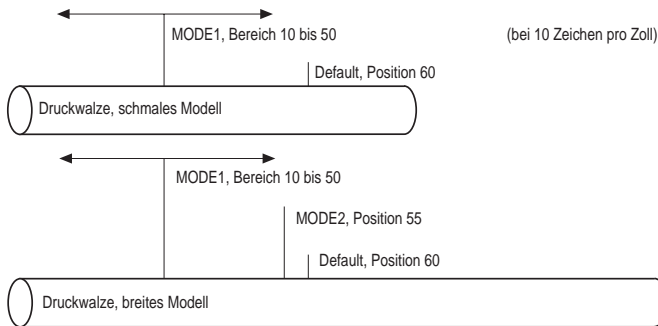 MODE1, Bereich 10 bis 50 (bei 10 Zeichen pro Zoll)
Default, Position 60
Druckwalze, schmales Modell
MODE1, Bereich 10 bis 50
MODE2, Position 55
Default, Position 60
Druckwalze, breites Modell